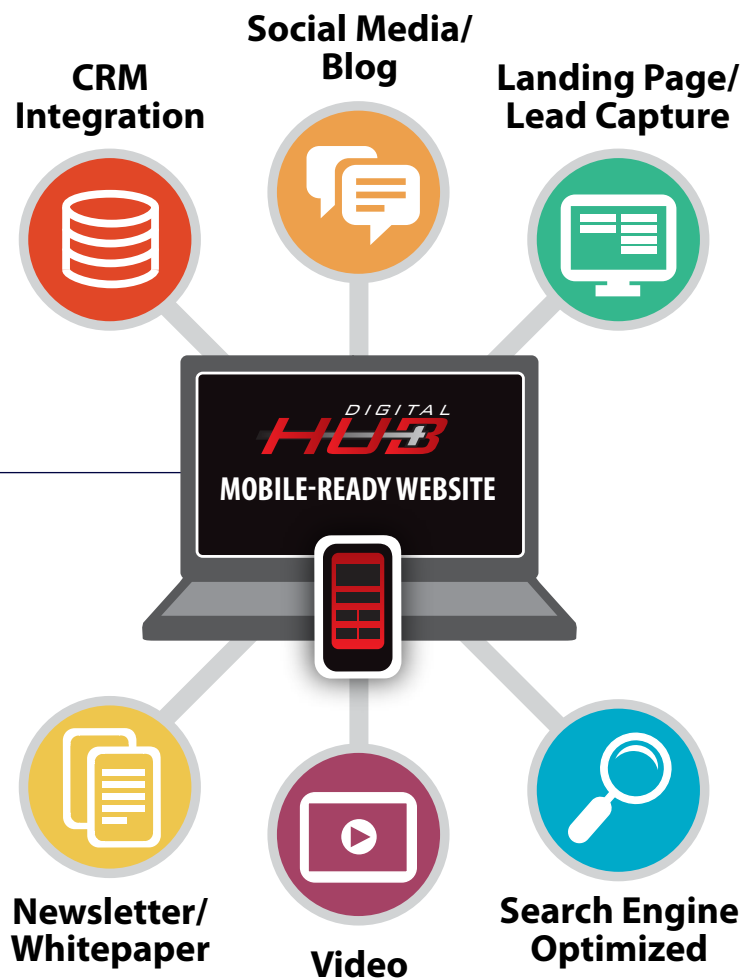 Social Media/
Blog
CRM
Integration
Landing Page/
Lead Capture
DIGITAL
HUB
MOBILE-READY WEBSITE
Newsletter/
Whitepaper
Video
Search Engine
Optimized